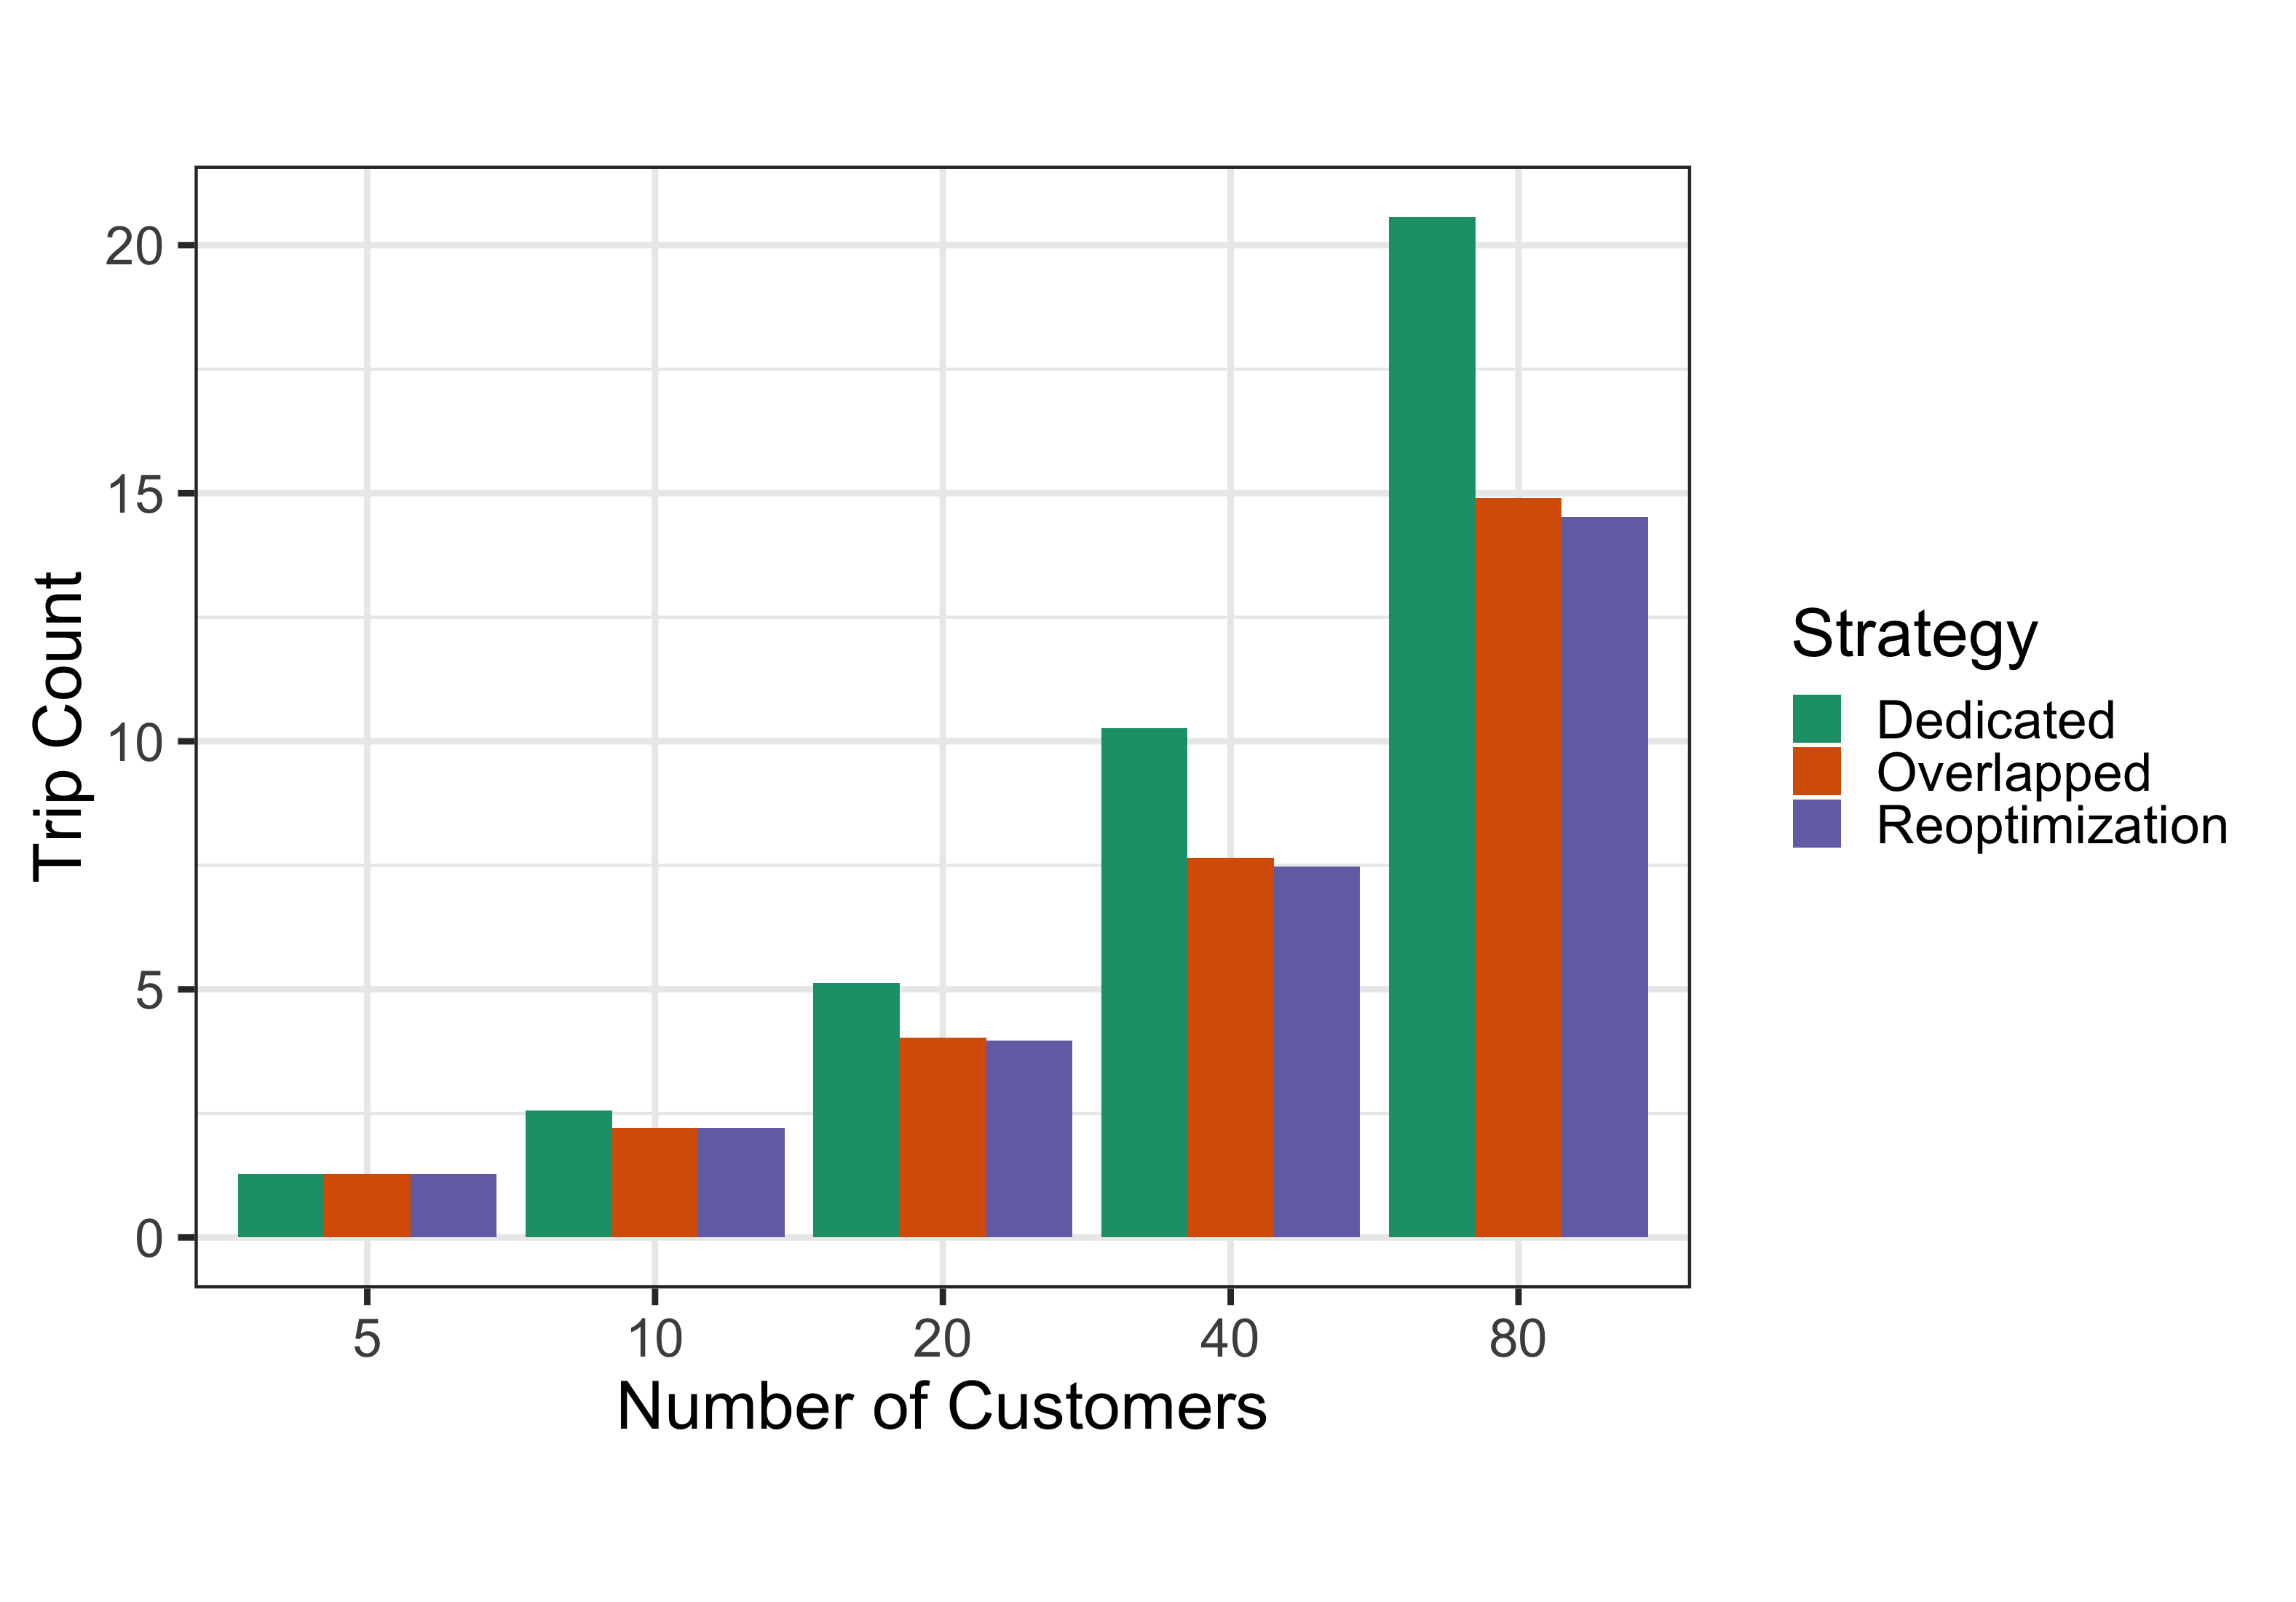 20
15
10
5
0
Trip Count
5 10 20 40 80
Number of Customers
Strategy
Dedicated
Overlapped
Reoptimization